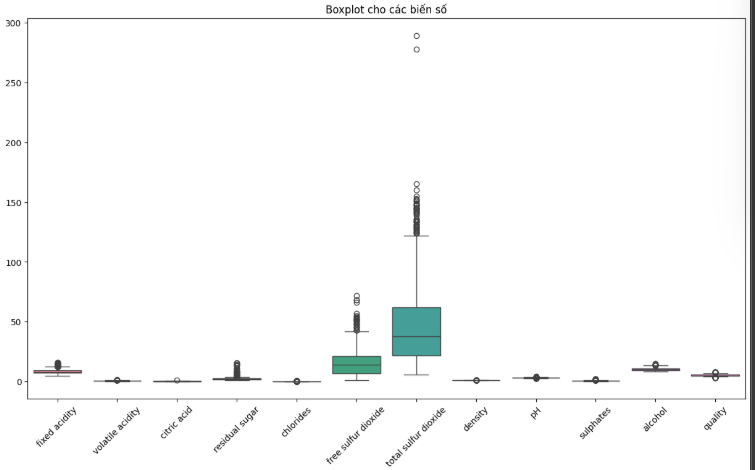 Boxplot cho các biến số
300
250
200
150
100
50
0
fixed acidity
volatile acidity
citric acid
residual sugar
chlorides
free sulfur dioxide
total sulfur dioxide
density
pH
sulphates
alcohol
quality